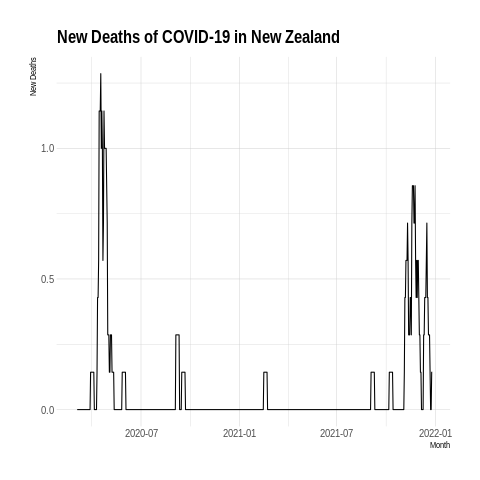 New Deaths of COVID-19 in New Zealand
New Deaths
1.0
0.5
0.0
2020-07 2021-01 2021-07 2022-01
Month